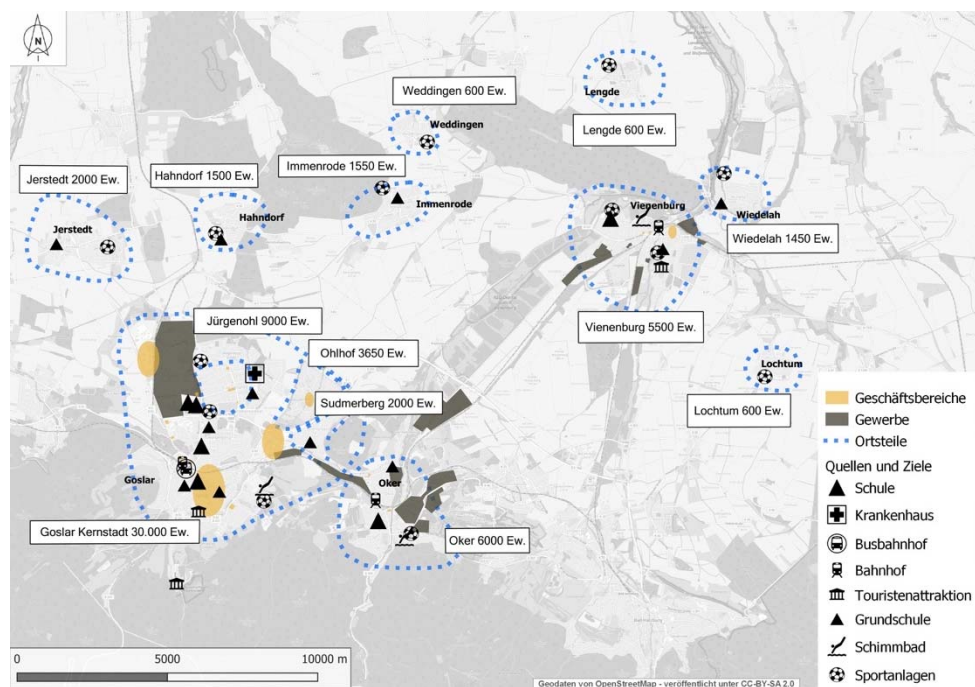 N
Weddingen 600 Ew.
Lengde
Weddingen
Lengde 600 Ew.
Jerstedt 2000 Ew.
Hahndorf 1500 Ew.
Immenrode 1550 Ew.
Jerstedt
Hahndorf
Immenrode
Vienenburg
Wiedelah
Wiedelah 1450 Ew.
Jürgenohl 9000 Ew.
Vienenburg 5500 Ew.
Ohlhof 3650 Ew.
Lochtum
Sudmerberg 2000 Ew.
Lochtum 600 Ew.
Goslar
Oker
Goslar Kernstadt 30.000 Ew.
Oker 6000 Ew.
Geschäftsbereiche
Gewerbe
Ortsteile
Quellen und Ziele
Schule
Krankenhaus
Busbahnhof
Bahnhof
Touristenattraktion
Grundschule
Schimmbad
Sportanlagen
0 5000 10000 m
Geodaten von OpenStreetMap - veröffentlicht unter CC-BY-SA 2.0